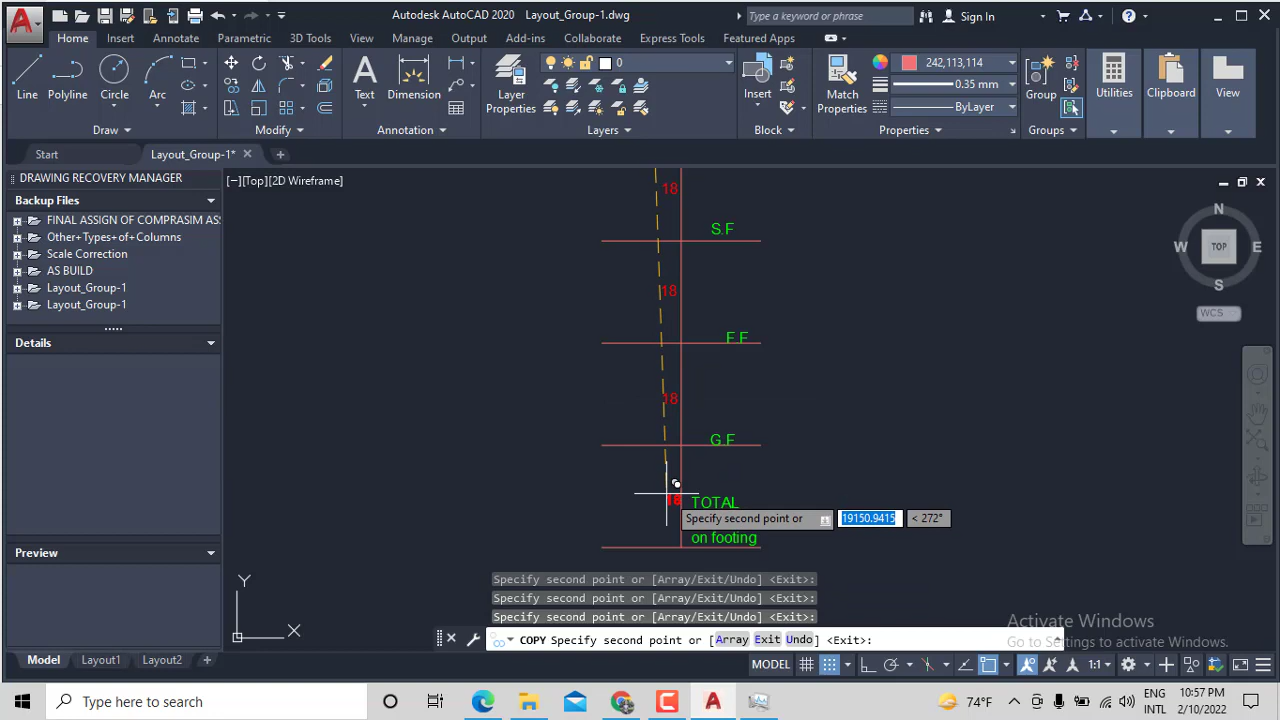 Autodesk AutoCAD 2020 Layout_Group-1.dwg
Type a keyword or phrase
Sign In
Home Insert Annotate Parametric 3D Tools View Manage Output Add-ins Collaborate Express Tools Featured Apps
Line Polyline Circle Arc
Text Dimension
Layer Properties
0
Insert
Match Properties
242,113,114
0.35 mm
ByLayer
Group
Utilities
Clipboard
View
Draw Modify Annotation Layers Block Properties Groups
Start Layout_Group-1*
DRAWING RECOVERY MANAGER
Backup Files
FINAL ASSIGN OF COMPRASIM ASS
Other+Types+of+Columns
Scale Correction
AS BUILD
Layout_Group-1
Layout_Group-1
Details
Preview
[−][Top][2D Wireframe]
N
W TOP E
S
WCS
18
S.F
18
F.F
18
G.F
18
TOTAL
Specify second point or 19150.9415 < 272°
on footing
Y
X
Specify second point or [Array/Exit/Undo] <Exit>:
Specify second point or [Array/Exit/Undo] <Exit>:
Specify second point or [Array/Exit/Undo] <Exit>:
COPY Specify second point or [Array Exit Undo] <Exit>:
Activate Windows
Go to Settings to activate Windows.
Model Layout1 Layout2
MODEL
1:1
Type here to search
74°F
ENG
INTL
10:57 PM
2/10/2022